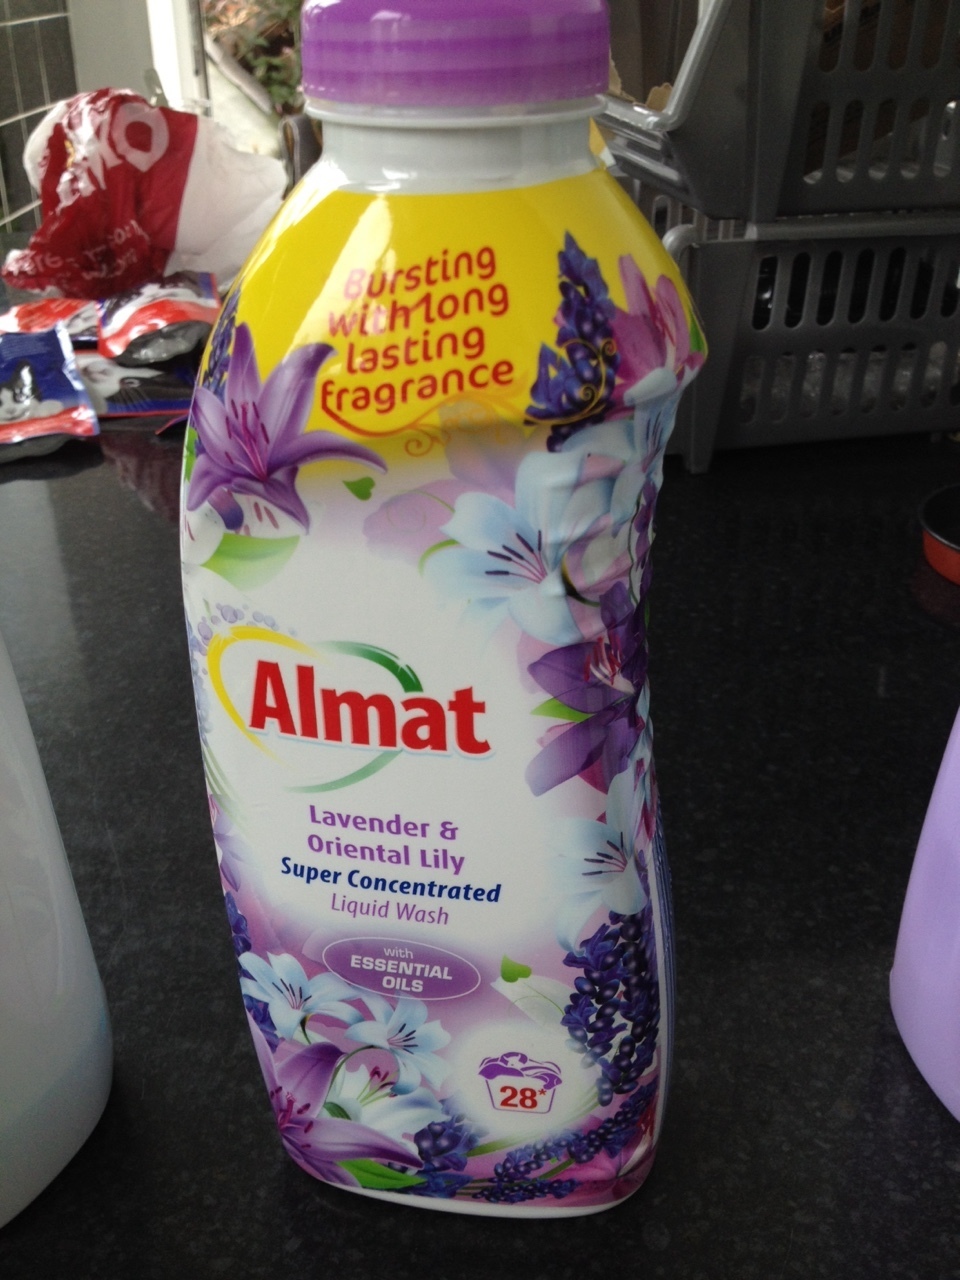 Bursting
with long
lasting
fragrance
Almat
Lavender &
Oriental Lily
Super Concentrated
Liquid Wash
with
ESSENTIAL
OILS
28*